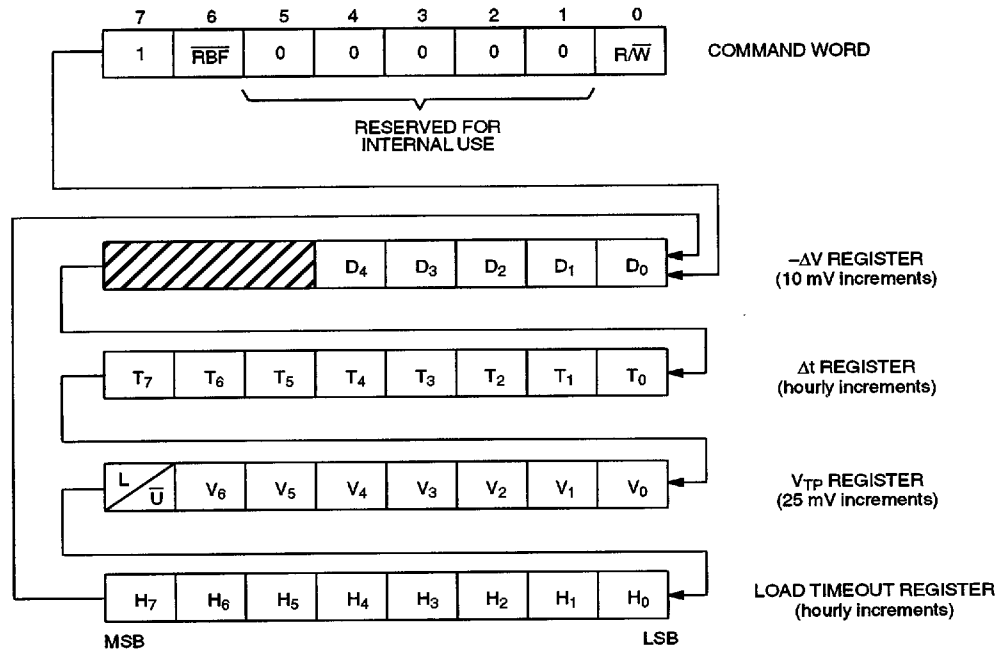 7 6 5 4 3 2 1 0
1 R̅B̅F̅ 0 0 0 0 0 R/W̅ COMMAND WORD
RESERVED FOR
INTERNAL USE
D₄ D₃ D₂ D₁ D₀ –ΔV REGISTER
(10 mV increments)
T₇ T₆ T₅ T₄ T₃ T₂ T₁ T₀ Δt REGISTER
(hourly increments)
L/U̅ V₆ V₅ V₄ V₃ V₂ V₁ V₀ VTP REGISTER
(25 mV increments)
H₇ H₆ H₅ H₄ H₃ H₂ H₁ H₀ LOAD TIMEOUT REGISTER
(hourly increments)
MSB LSB